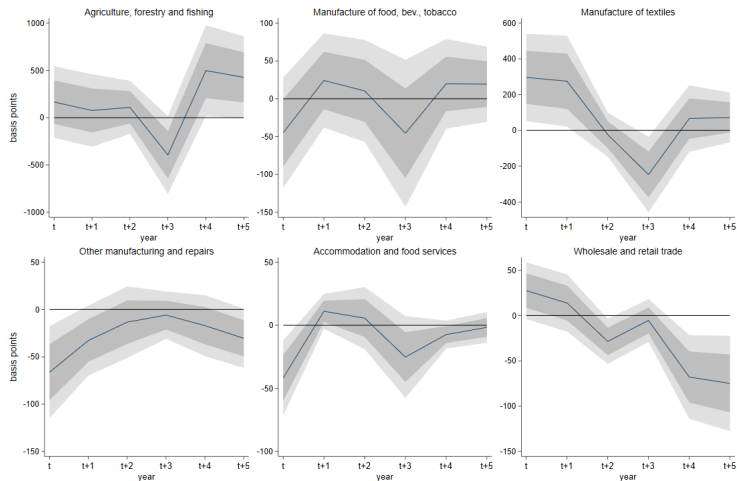 Agriculture, forestry and fishing
Manufacture of food, bev., tobacco
Manufacture of textiles
basis points
1000
500
0
-500
-1000
t
t+1
t+2
t+3
t+4
t+5
year
100
50
0
-50
-100
-150
t
t+1
t+2
t+3
t+4
t+5
year
600
400
200
0
-200
-400
t
t+1
t+2
t+3
t+4
t+5
year
Other manufacturing and repairs
Accommodation and food services
Wholesale and retail trade
basis points
50
0
-50
-100
-150
t
t+1
t+2
t+3
t+4
t+5
year
50
0
-50
-100
t
t+1
t+2
t+3
t+4
t+5
year
50
0
-50
-100
-150
t
t+1
t+2
t+3
t+4
t+5
year